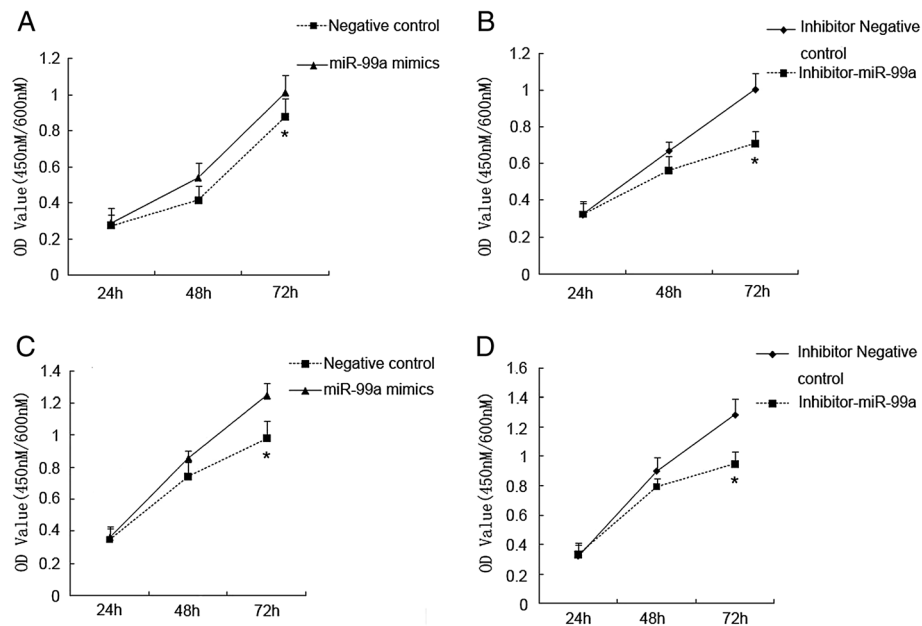 A
Negative control
miR-99a mimics
OD Value(450nM/600nM)
1.2
1
0.8
0.6
0.4
0.2
0
*
24h 48h 72h
B
Inhibitor Negative
control
Inhibitor-miR-99a
OD Value(450nM/600nM)
1.2
1
0.8
0.6
0.4
0.2
0
*
24h 48h 72h
C
Negative control
miR-99a mimics
OD Value(450nM/600nM)
1.4
1.2
1
0.8
0.6
0.4
0.2
0
*
24h 48h 72h
D
Inhibitor Negative
control
Inhibitor-miR-99a
OD Value(450nM/600nM)
1.6
1.4
1.2
1
0.8
0.6
0.4
0.2
0
*
24h 48h 72h